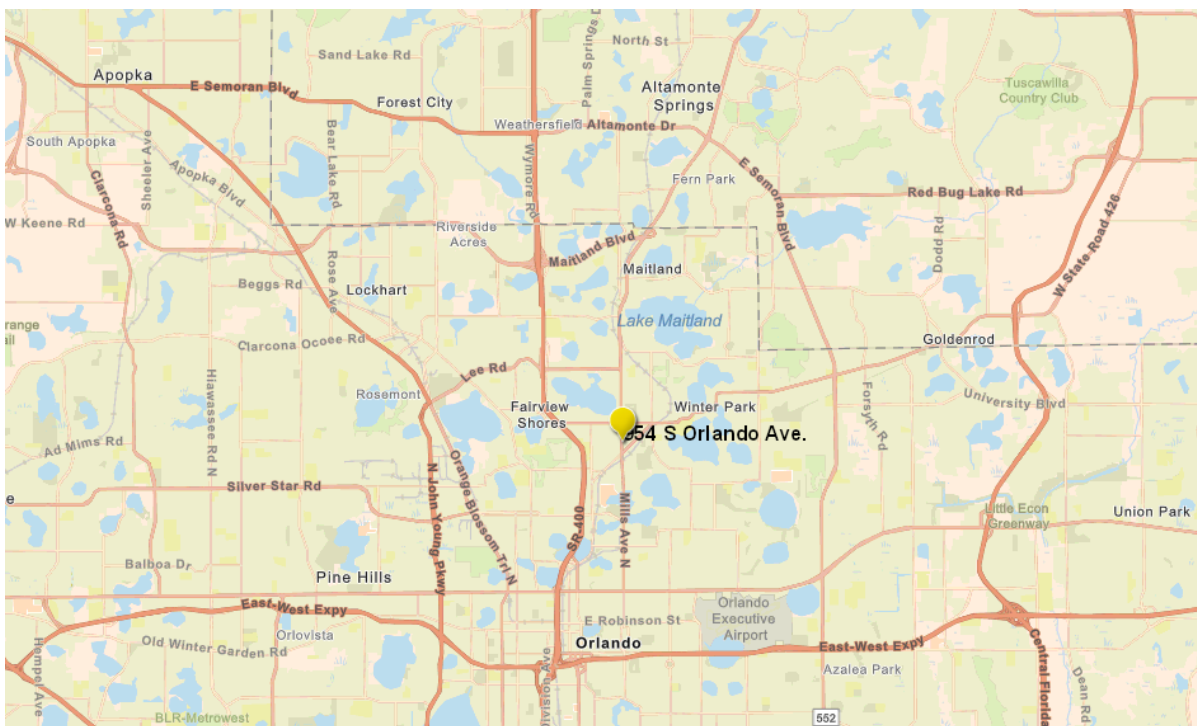 North St
Palm Springs D
Sand Lake Rd
Apopka
E Semoran Blvd
Forest City
Altamonte
Springs
Tuscawilla
Country Club
Weathersfield
Altamonte Dr
South Apopka
Sheeler Ave
Apopka Blvd
Bear Lake Rd
Wymore Rd
Fern Park
E Semoran Blvd
Red Bug Lake Rd
Clarcona Rd
W Keene Rd
Riverside
Acres
Maitland Blvd
Maitland
Dodd Rd
W State Road 426
Rose Ave
Beggs Rd
Lockhart
Lake Maitland
range
ail
Clarcona Ocoee Rd
Goldenrod
Lee Rd
Hiawassee Rd N
Rosemont
Fairview
Shores
Winter Park
Forsyth Rd
University Blvd
954 S Orlando Ave.
Ad Mims Rd
Silver Star Rd
N John Young Pkwy
Orange Blossom Trl N
SR-400
Mills Ave N
e
Little Econ
Greenway
Union Park
Balboa Dr
Pine Hills
East-West Expy
Orlovista
Old Winter Garden Rd
Hempel Ave
E Robinson St
Orlando
Executive
Airport
Orlando
East-West Expy
Azalea Park
Central Florida
Dean Rd
Division Ave
BLR-Metrowest
552